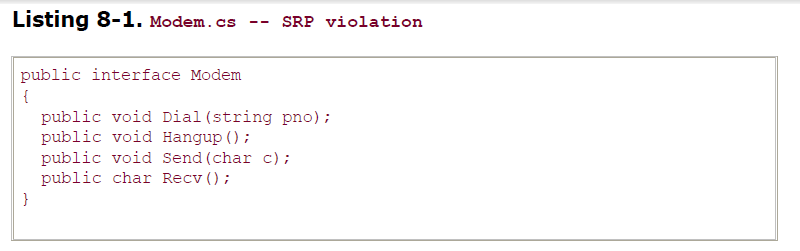 Listing 8-1. Modem.cs -- SRP violation
public interface Modem
{
  public void Dial(string pno);
  public void Hangup();
  public void Send(char c);
  public char Recv();
}